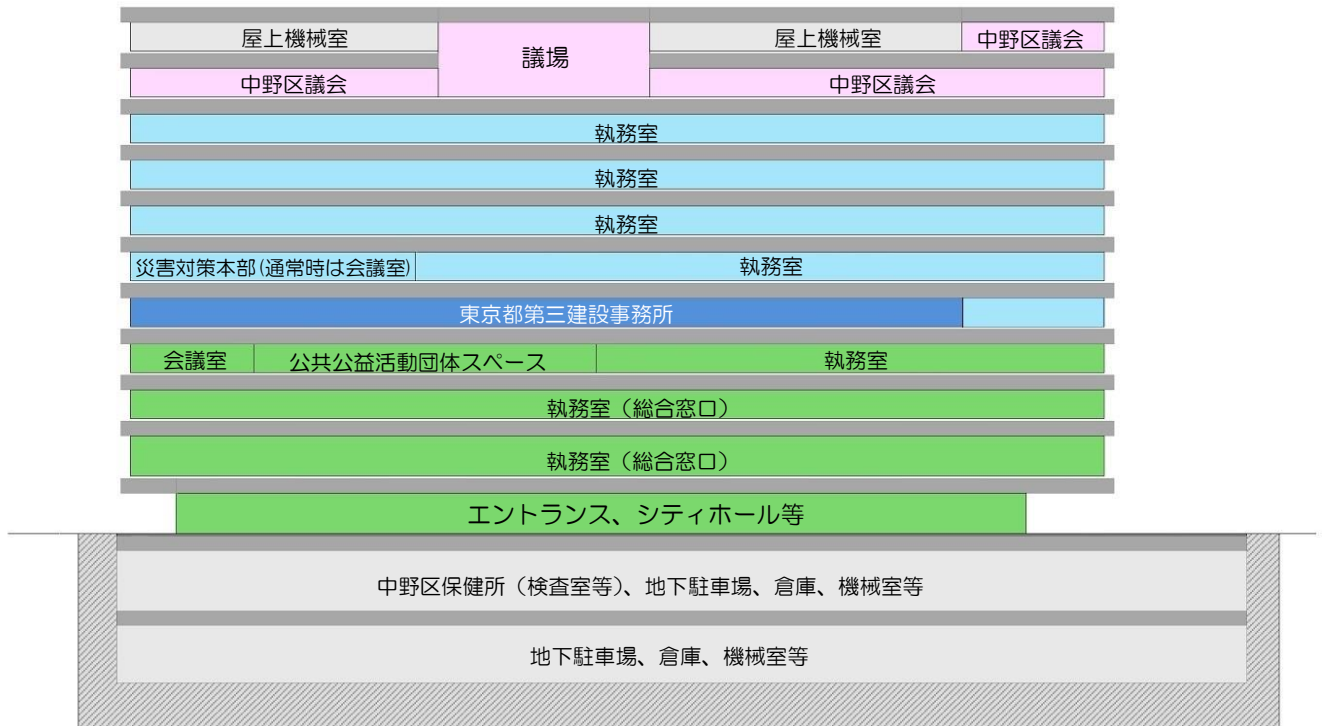 屋上機械室
議場
屋上機械室
中野区議会
中野区議会
中野区議会
執務室
執務室
執務室
災害対策本部(通常時は会議室)
執務室
東京都第三建設事務所
会議室
公共公益活動団体スペース
執務室
執務室（総合窓口）
執務室（総合窓口）
エントランス、シティホール等
中野区保健所（検査室等）、地下駐車場、倉庫、機械室等
地下駐車場、倉庫、機械室等